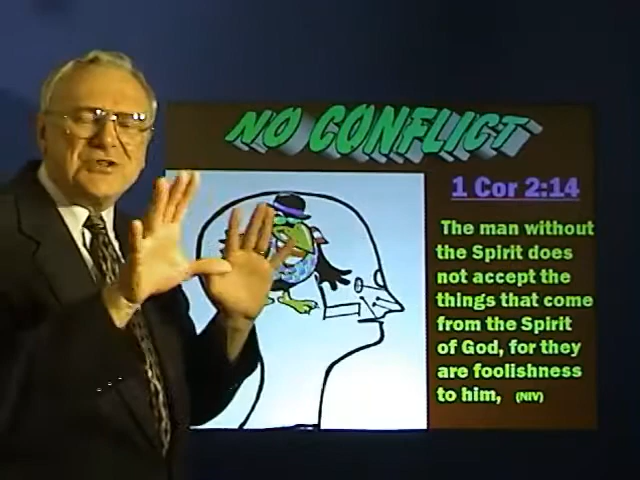 NO CONFLICT
1 Cor 2:14
The man without
the Spirit does
not accept the
things that come
from the Spirit
of God, for they
are foolishness
to him, (NIV)